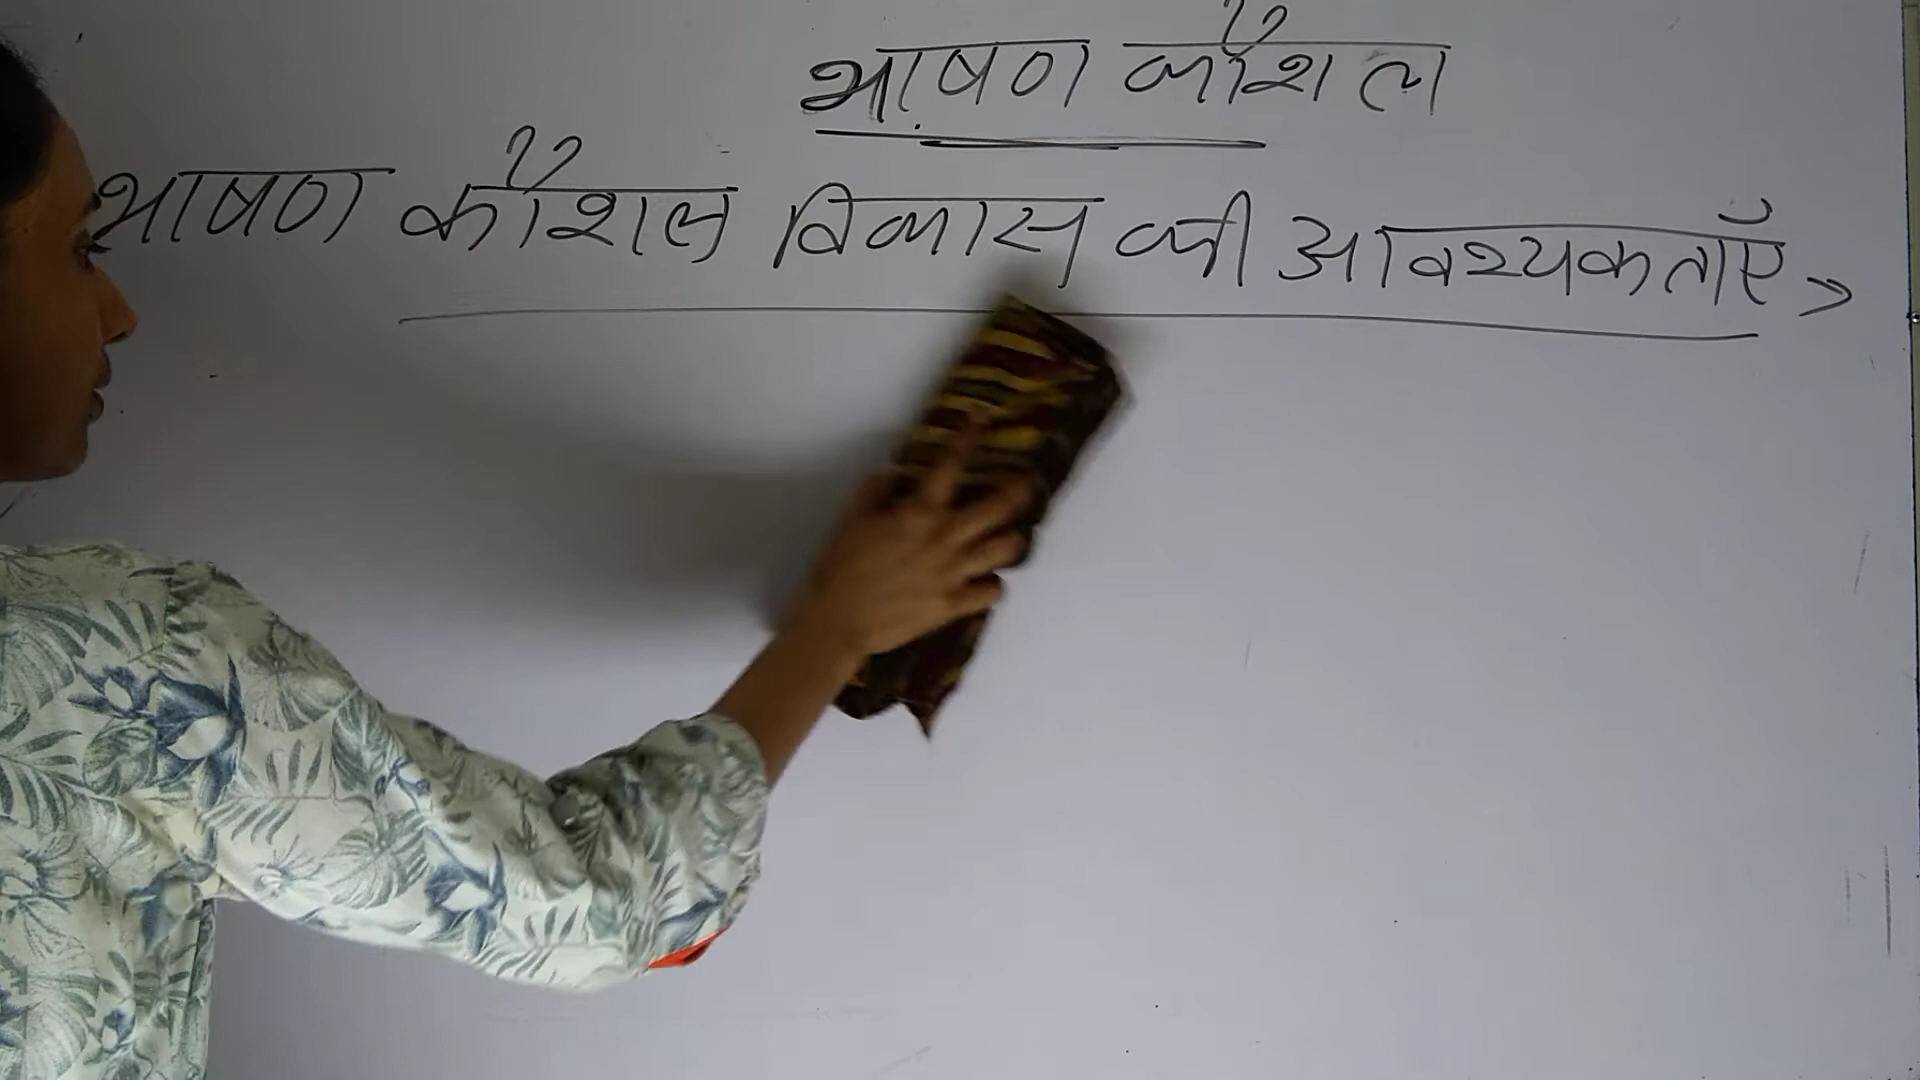 भाषण कौशल
भाषण कौशल विकास की आवश्यकताएँ >